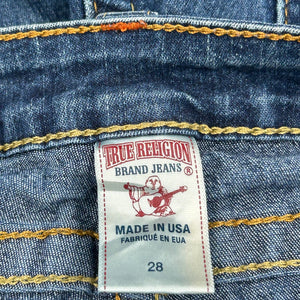 TRUE RELIGION
BRAND JEANS®
MADE IN USA
FABRIQUÉ EN EUA
28